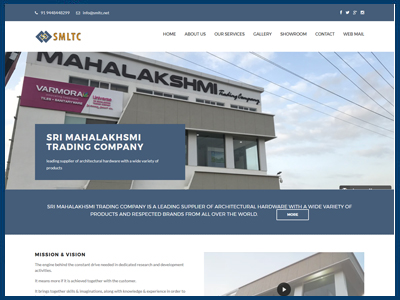 91 9948448299 info@smltc.net
SMLTC
HOME ABOUT US OUR SERVICES GALLERY SHOWROOM CONTACT WEB MAIL
MAHALAKSHMI
Trading Company
VARMORA
SRI MAHALAKHSMI
TRADING COMPANY
leading supplier of architectural hardware with a wide variety of
products
SRI MAHALAKHSMI TRADING COMPANY IS A LEADING SUPPLIER OF ARCHITECTURAL HARDWARE WITH A WIDE VARIETY OF
PRODUCTS AND RESPECTED BRANDS FROM ALL OVER THE WORLD
MORE
MISSION & VISION
The engine behind the constant drive needed in dedicated research and development
activities.
It means more if it is achieved together with the customer.
It brings together skills & imaginations, along with knowledge & experience in order to